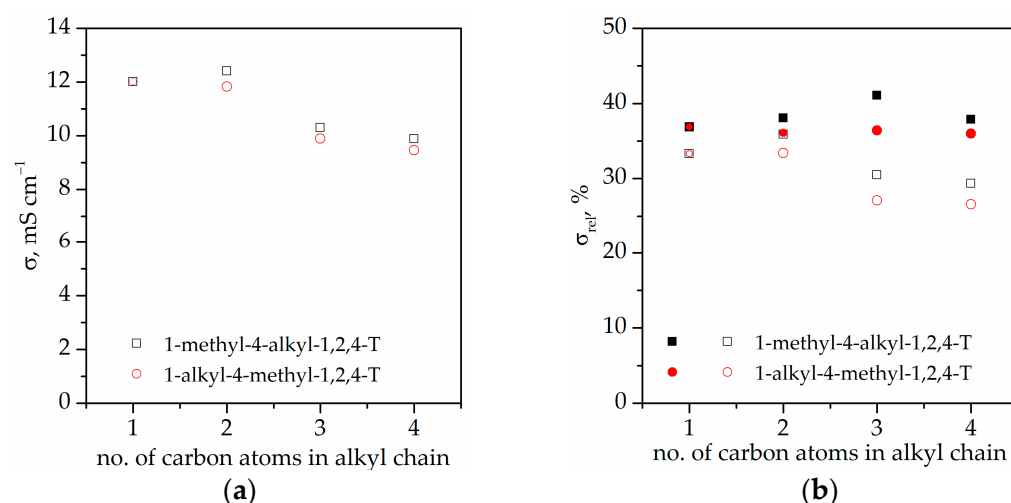 14
12
10
8
6
4
2
0
σ, mS cm⁻¹
1-methyl-4-alkyl-1,2,4-T
1-alkyl-4-methyl-1,2,4-T
1 2 3 4
no. of carbon atoms in alkyl chain
(a)
50
40
30
20
10
0
σrel, %
1-methyl-4-alkyl-1,2,4-T
1-alkyl-4-methyl-1,2,4-T
1 2 3 4
no. of carbon atoms in alkyl chain
(b)